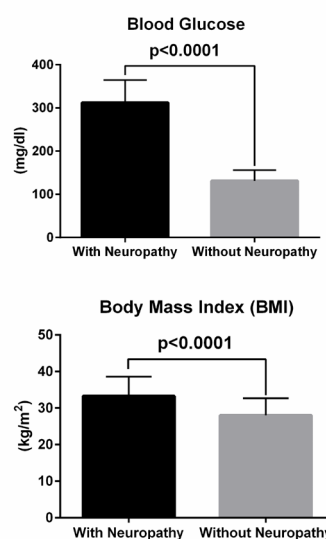 Blood Glucose
p<0.0001
400
300
200
100
0
(mg/dl)
With Neuropathy Without Neuropathy
Body Mass Index (BMI)
p<0.0001
50
40
30
20
10
0
(kg/m²)
With Neuropathy Without Neuropathy